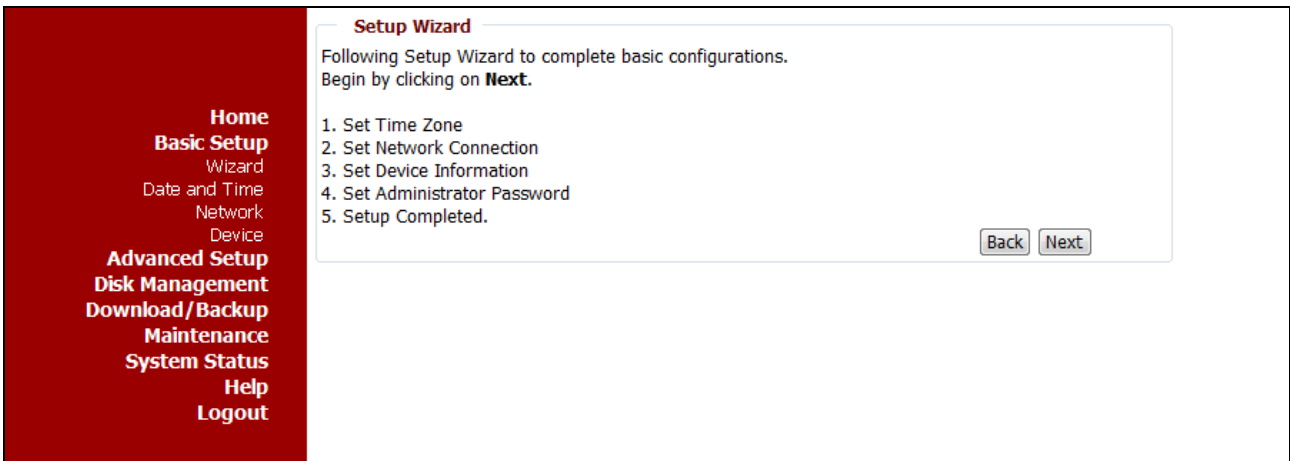 Home
Basic Setup
Wizard
Date and Time
Network
Device
Advanced Setup
Disk Management
Download/Backup
Maintenance
System Status
Help
Logout
Setup Wizard
Following Setup Wizard to complete basic configurations.
Begin by clicking on Next.
1. Set Time Zone
2. Set Network Connection
3. Set Device Information
4. Set Administrator Password
5. Setup Completed.
Back Next